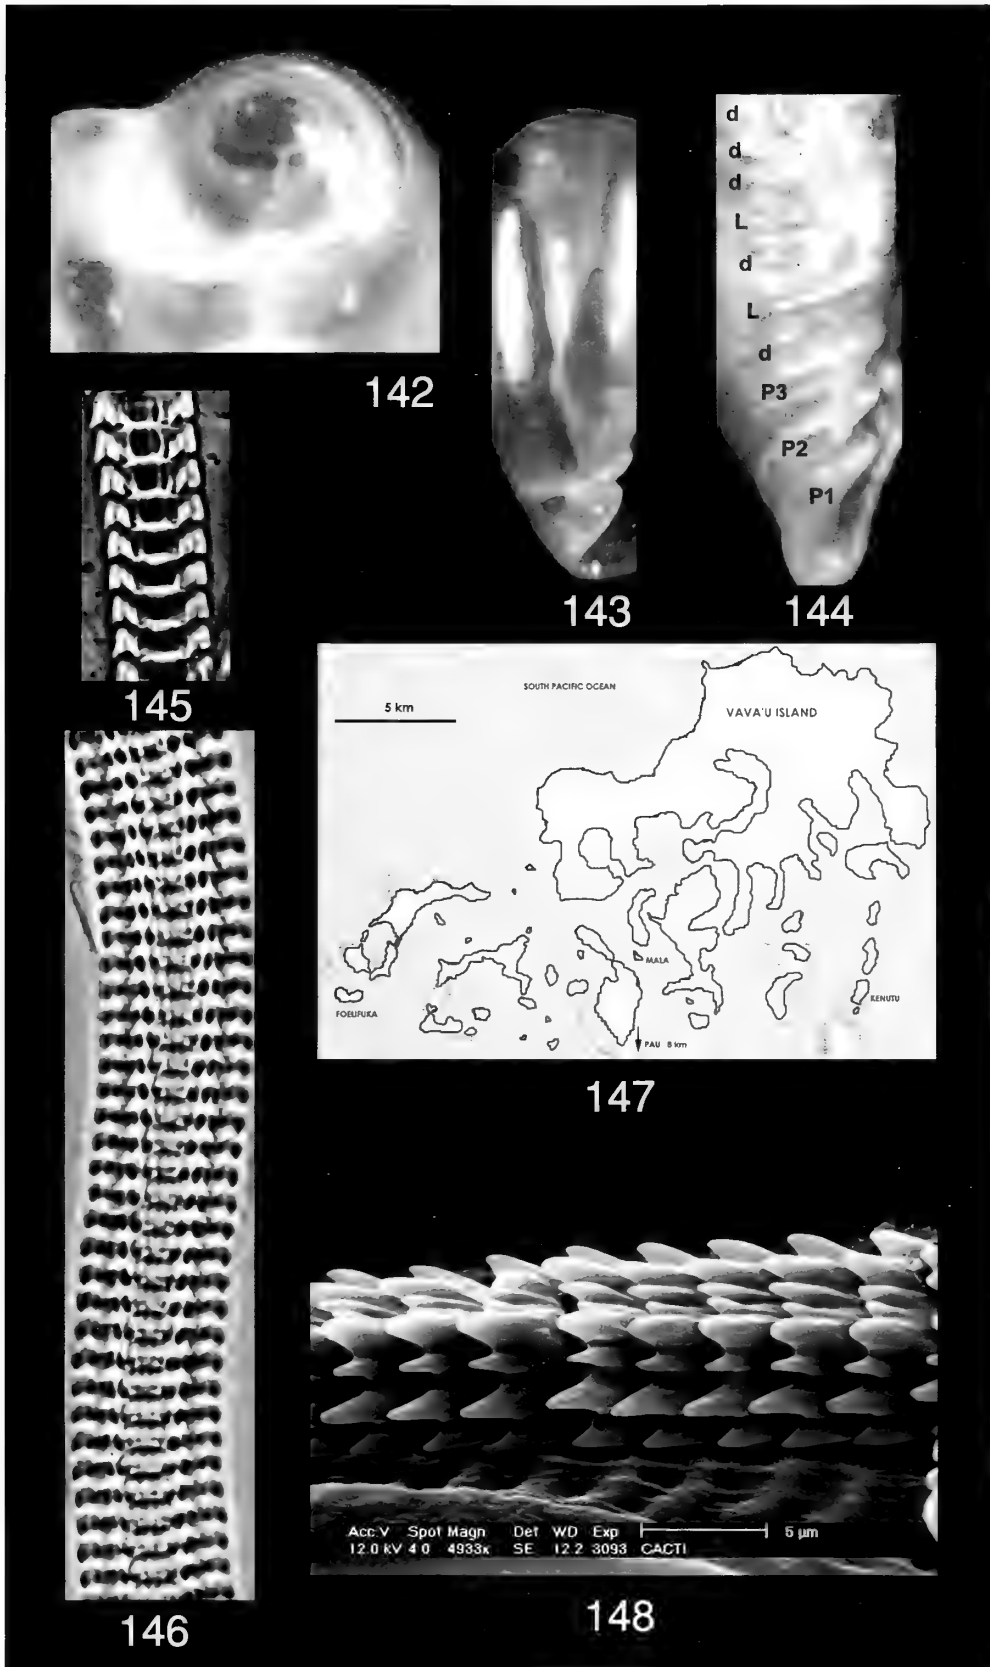 142
d
d
d
L
d
L
d
P3
P2
P1
143
144
145
SOUTH PACIFIC OCEAN
5 km
VAVA'U ISLAND
MALA
FOELIFUKA
KENUTU
PAU 8 km
147
Acc.V Spot Magn Det WD Exp 5 µm
12.0 kV 4.0 4933x SE 12.2 3093 CACTI
148
146